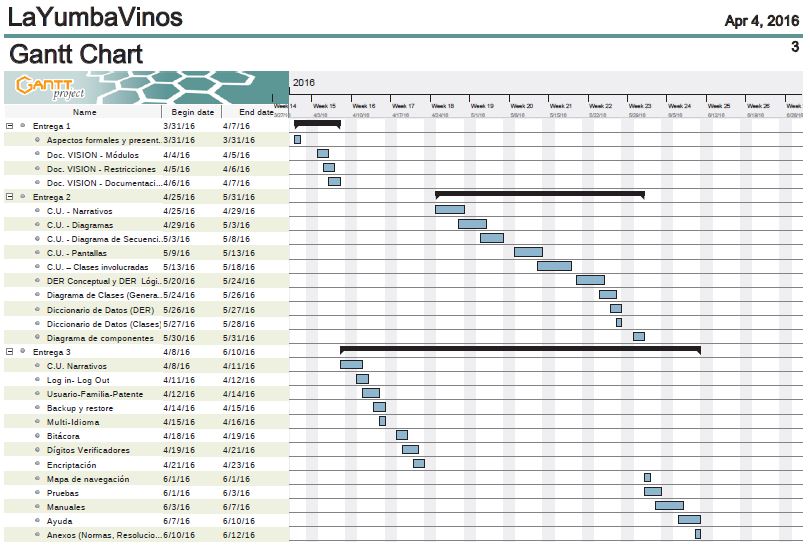 LaYumbaVinos
Apr 4, 2016
Gantt Chart
3
GANTT project
2016
Name Begin date End date
Week 14 Week 15 Week 16 Week 17 Week 18 Week 19 Week 20 Week 21 Week 22 Week 23 Week 24 Week 25 Week 26 Week
4/3/16 4/10/16 4/17/16 4/24/16 5/1/16 5/8/16 5/15/16 5/22/16 5/29/16 6/5/16 6/12/16 6/19/16 6/26/16
Entrega 1 3/31/16 4/7/16
Aspectos formales y present.. 3/31/16 3/31/16
Doc. VISION - Módulos 4/4/16 4/5/16
Doc. VISION - Restricciones 4/5/16 4/6/16
Doc. VISION - Documentaci... 4/6/16 4/7/16
Entrega 2 4/25/16 5/31/16
C.U. - Narrativos 4/25/16 4/29/16
C.U. - Diagramas 4/29/16 5/3/16
C.U. - Diagrama de Secuenci.. 5/3/16 5/8/16
C.U. - Pantallas 5/9/16 5/13/16
C.U. – Clases involucradas 5/13/16 5/18/16
DER Conceptual y DER Lógi.. 5/20/16 5/24/16
Diagrama de Clases (Genera.. 5/24/16 5/26/16
Diccionario de Datos (DER) 5/26/16 5/27/16
Diccionario de Datos (Clases) 5/27/16 5/28/16
Diagrama de componentes 5/30/16 5/31/16
Entrega 3 4/8/16 6/10/16
C.U. Narrativos 4/8/16 4/11/16
Log in- Log Out 4/11/16 4/12/16
Usuario-Familia-Patente 4/12/16 4/14/16
Backup y restore 4/14/16 4/15/16
Multi-Idioma 4/15/16 4/16/16
Bitácora 4/18/16 4/19/16
Dígitos Verificadores 4/19/16 4/21/16
Encriptación 4/21/16 4/23/16
Mapa de navegación 6/1/16 6/1/16
Pruebas 6/1/16 6/3/16
Manuales 6/3/16 6/7/16
Ayuda 6/7/16 6/10/16
Anexos (Normas, Resolucio... 6/10/16 6/12/16